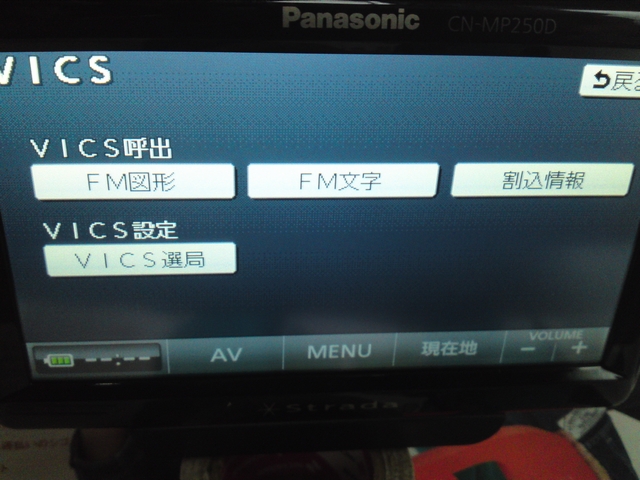 Panasonic CN-MP250D
VICS
戻る
VICS呼出
FM図形 FM文字 割込情報
VICS設定
VICS選局
--:-- AV MENU 現在地 VOLUME
- +
Strada